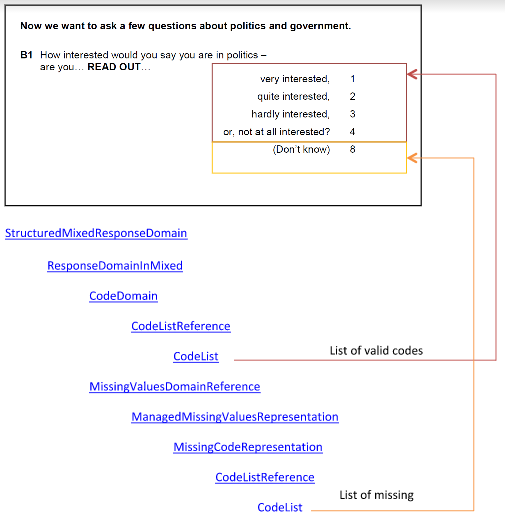 Now we want to ask a few questions about politics and government.
B1 How interested would you say you are in politics –
are you… READ OUT…
very interested, 1
quite interested, 2
hardly interested, 3
or, not at all interested? 4
(Don't know) 8
StructuredMixedResponseDomain
ResponseDomainInMixed
CodeDomain
CodeListReference
CodeList
List of valid codes
MissingValuesDomainReference
ManagedMissingValuesRepresentation
MissingCodeRepresentation
CodeListReference
List of missing
CodeList